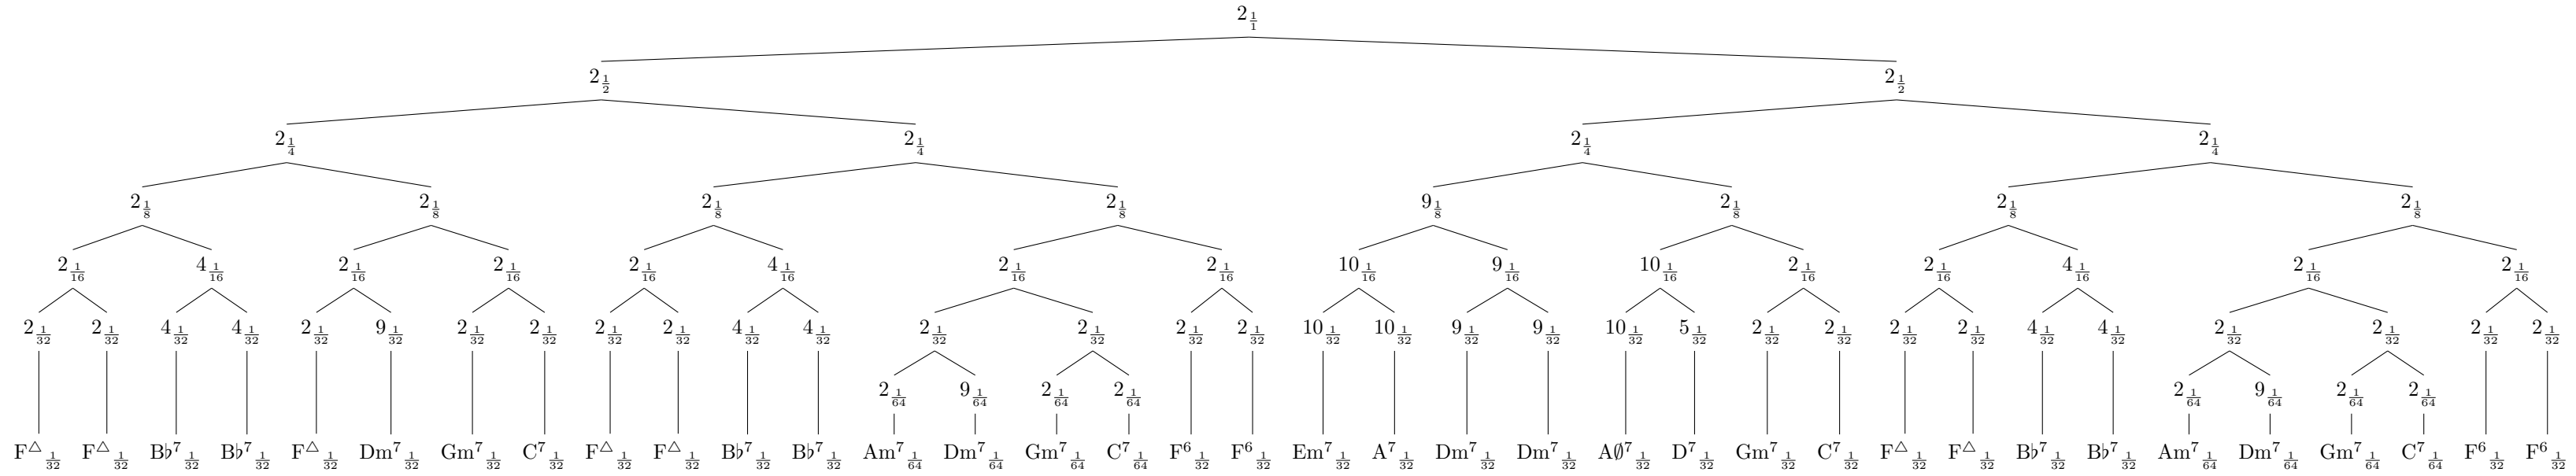 2 1/1
2 1/2 2 1/2
2 1/4 2 1/4 2 1/4 2 1/4
2 1/8 2 1/8 2 1/8 2 1/8 9 1/8 2 1/8 2 1/8 2 1/8
2 1/16 4 1/16 2 1/16 2 1/16 2 1/16 4 1/16 2 1/16 2 1/16 10 1/16 9 1/16 10 1/16 2 1/16 2 1/16 4 1/16 2 1/16 2 1/16
2 1/32 2 1/32 4 1/32 4 1/32 2 1/32 9 1/32 2 1/32 2 1/32 2 1/32 2 1/32 4 1/32 4 1/32 2 1/32 2 1/32 2 1/32 2 1/32 10 1/32 10 1/32 9 1/32 9 1/32 10 1/32 5 1/32 2 1/32 2 1/32 2 1/32 2 1/32 4 1/32 4 1/32 2 1/32 2 1/32 2 1/32 2 1/32
2 1/64 9 1/64 2 1/64 2 1/64 2 1/64 9 1/64 2 1/64 2 1/64
F△ 1/32 F△ 1/32 B♭⁷ 1/32 B♭⁷ 1/32 F△ 1/32 Dm⁷ 1/32 Gm⁷ 1/32 C⁷ 1/32 F△ 1/32 F△ 1/32 B♭⁷ 1/32 B♭⁷ 1/32 Am⁷ 1/64 Dm⁷ 1/64 Gm⁷ 1/64 C⁷ 1/64 F⁶ 1/32 F⁶ 1/32 Em⁷ 1/32 A⁷ 1/32 Dm⁷ 1/32 Dm⁷ 1/32 A∅⁷ 1/32 D⁷ 1/32 Gm⁷ 1/32 C⁷ 1/32 F△ 1/32 F△ 1/32 B♭⁷ 1/32 B♭⁷ 1/32 Am⁷ 1/64 Dm⁷ 1/64 Gm⁷ 1/64 C⁷ 1/64 F⁶ 1/32 F⁶ 1/32